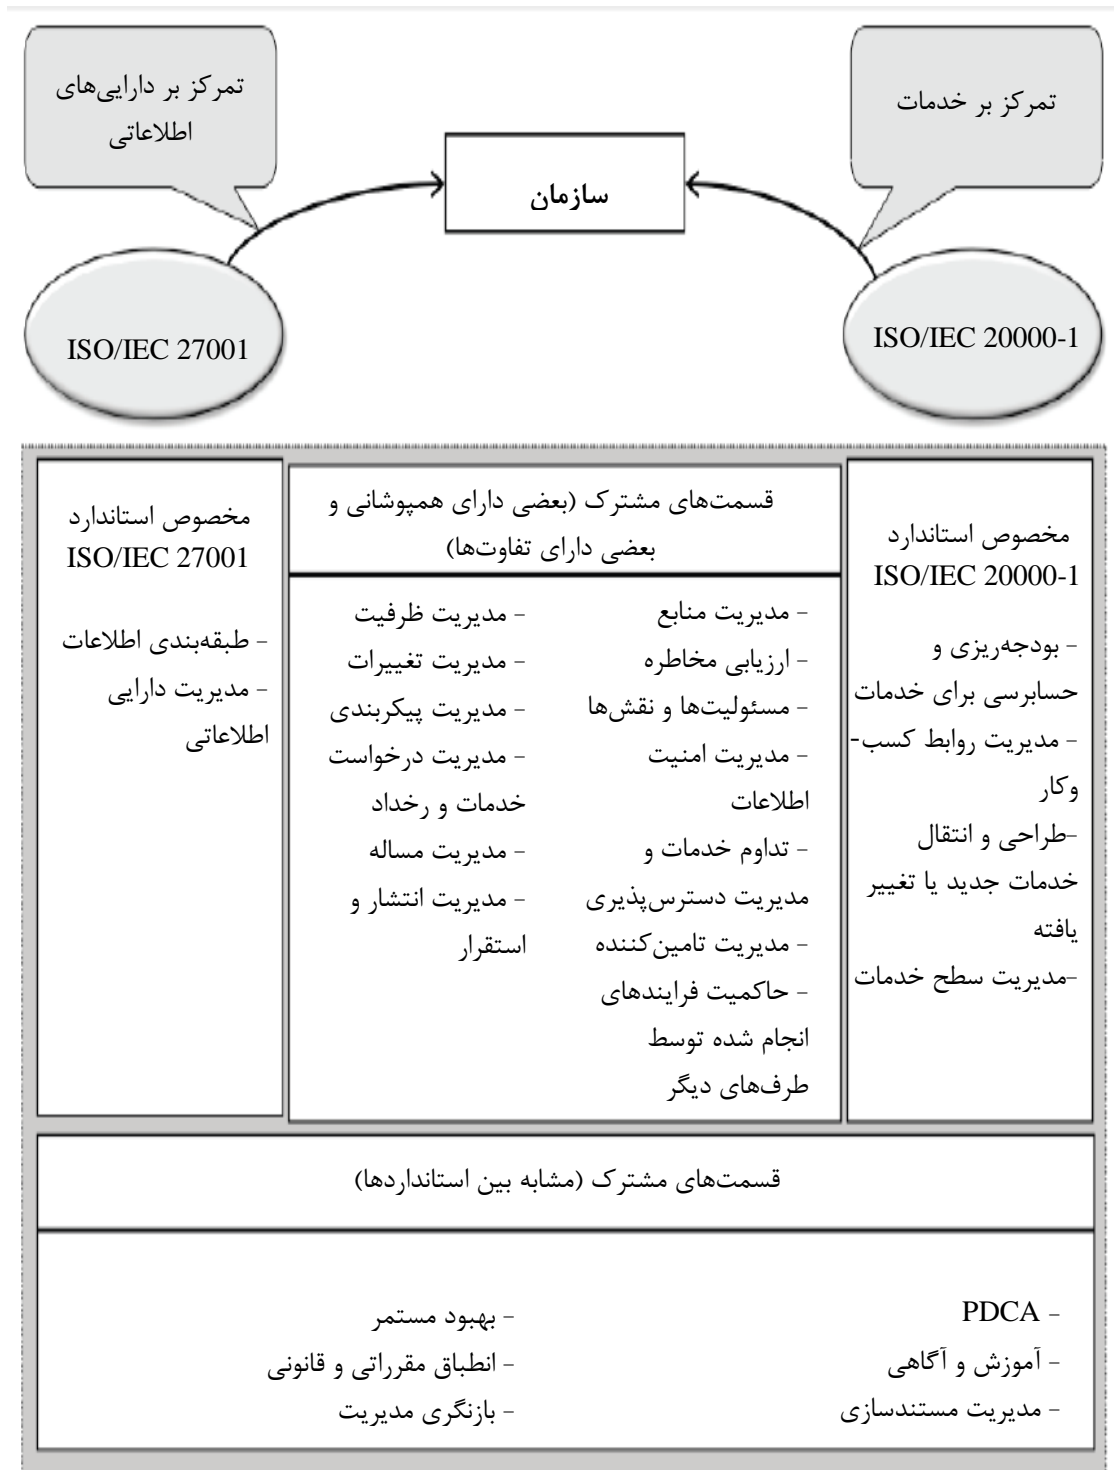 تمرکز بر خدمات
تمرکز بر دارایی‌های
اطلاعاتی
سازمان
ISO/IEC 20000-1
ISO/IEC 27001
مخصوص استاندارد
ISO/IEC 20000-1
- بودجه‌ریزی و
حسابرسی برای خدمات
- مدیریت روابط کسب-
وکار
-طراحی و انتقال
خدمات جدید یا تغییر
یافته
-مدیریت سطح خدمات
قسمت‌های مشترک (بعضی دارای همپوشانی و
بعضی دارای تفاوت‌ها)
- مدیریت منابع
- ارزیابی مخاطره
- مسئولیت‌ها و نقش‌ها
- مدیریت امنیت
اطلاعات
- تداوم خدمات و
مدیریت دسترس‌پذیری
- مدیریت تامین‌کننده
- حاکمیت فرایندهای
انجام شده توسط
طرف‌های دیگر
- مدیریت ظرفیت
- مدیریت تغییرات
- مدیریت پیکربندی
- مدیریت درخواست
خدمات و رخداد
- مدیریت مساله
- مدیریت انتشار و
استقرار
مخصوص استاندارد
ISO/IEC 27001
- طبقه‌بندی اطلاعات
- مدیریت دارایی
اطلاعاتی
قسمت‌های مشترک (مشابه بین استانداردها)
- PDCA
- آموزش و آگاهی
- مدیریت مستندسازی
- بهبود مستمر
- انطباق مقرراتی و قانونی
- بازنگری مدیریت